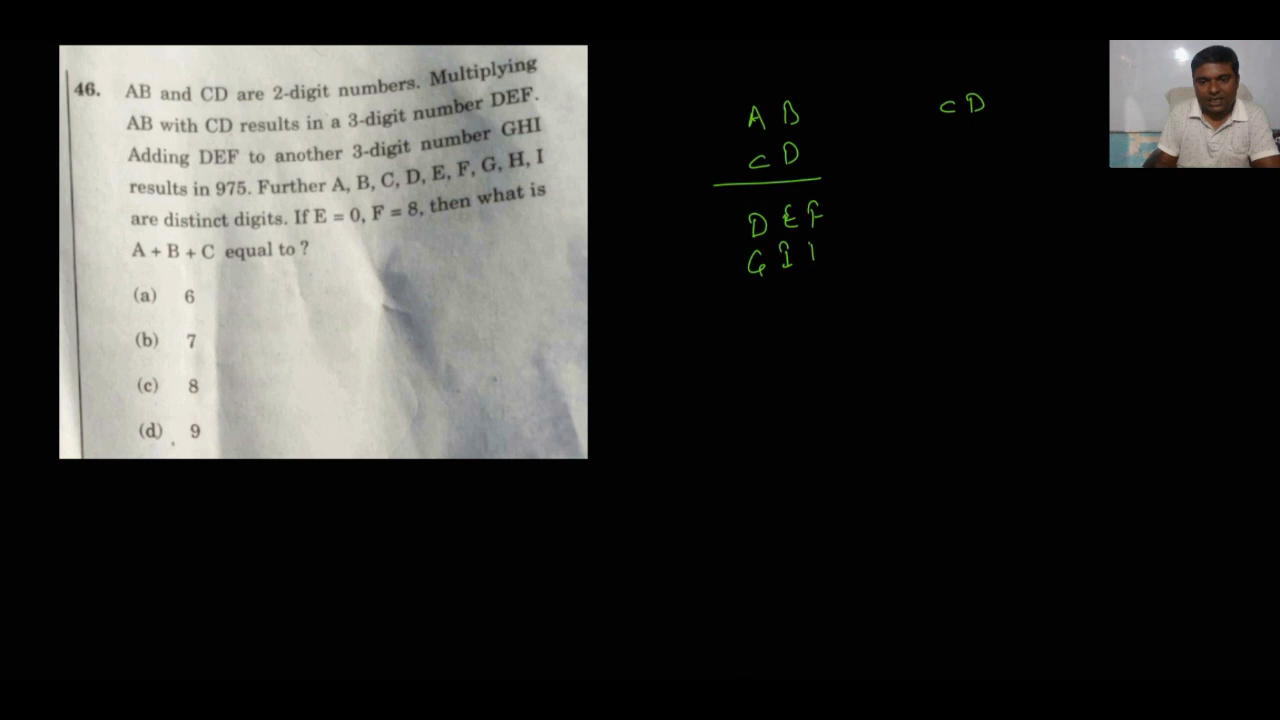 46. AB and CD are 2-digit numbers. Multiplying
AB with CD results in a 3-digit number DEF.
Adding DEF to another 3-digit number GHI
results in 975. Further A, B, C, D, E, F, G, H, I
are distinct digits. If E = 0, F = 8, then what is
A + B + C equal to ?
(a) 6
(b) 7
(c) 8
(d) 9
A B
C D
D E F
G I I
C D